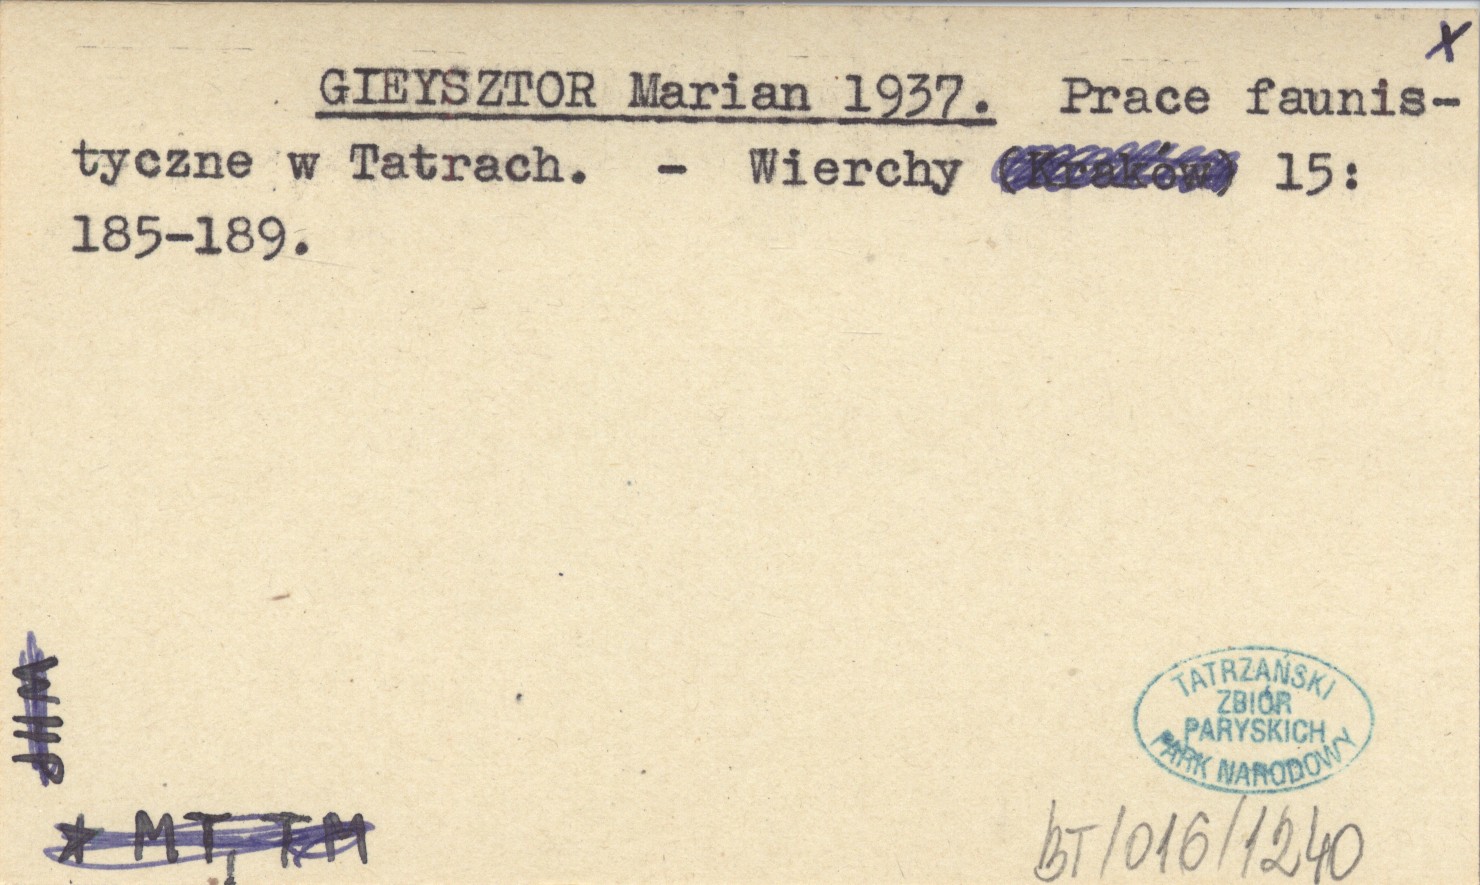 x
GIEYSZTOR Marian 1937. Prace faunis-
tyczne w Tatrach. - Wierchy (Kraków) 15:
185-189.
* MT, TM
TATRZAŃSKI
ZBIÓR
PARYSKICH
PARK NARODOWY
BT/016/1240